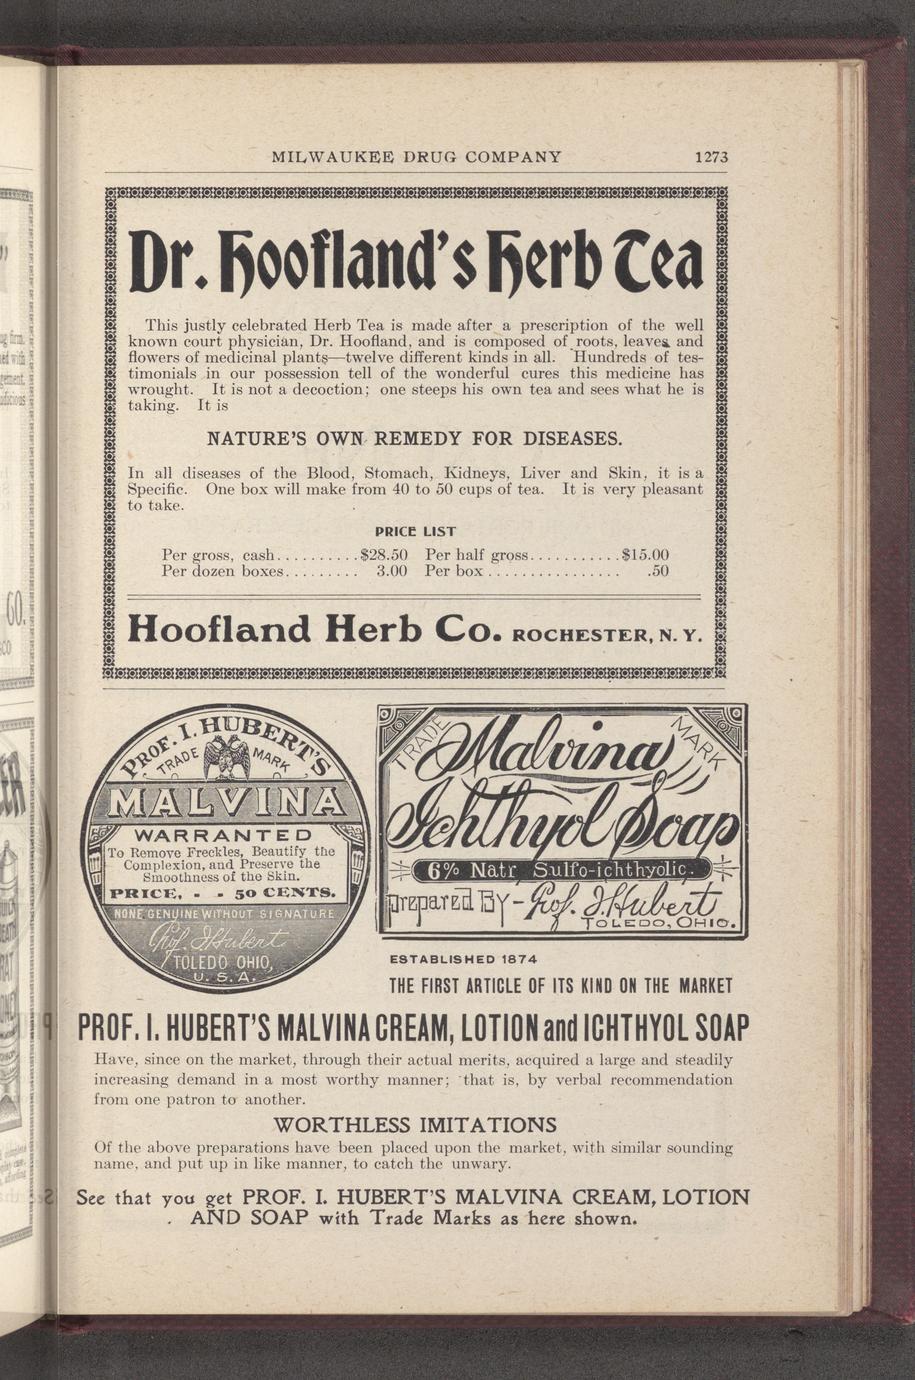 MILWAUKEE DRUG COMPANY 1273
Dr. Hoofland's Herb Tea
This justly celebrated Herb Tea is made after a prescription of the well
known court physician, Dr. Hoofland, and is composed of roots, leaves and
flowers of medicinal plants—twelve different kinds in all. Hundreds of tes-
timonials in our possession tell of the wonderful cures this medicine has
wrought. It is not a decoction; one steeps his own tea and sees what he is
taking. It is
NATURE'S OWN REMEDY FOR DISEASES.
In all diseases of the Blood, Stomach, Kidneys, Liver and Skin, it is a
Specific. One box will make from 40 to 50 cups of tea. It is very pleasant
to take.
PRICE LIST
Per gross, cash..........$28.50 Per half gross...........$15.00
Per dozen boxes......... 3.00 Per box................ .50
Hoofland Herb Co. ROCHESTER, N. Y.
PROF. I. HUBERT'S
TRADE MARK
MALVINA
WARRANTED
To Remove Freckles, Beautify the
Complexion, and Preserve the
Smoothness of the Skin.
PRICE, - - 50 CENTS.
NONE GENUINE WITHOUT SIGNATURE
Prof. I Hubert
TOLEDO OHIO,
U. S. A.
TRADE MARK
Malvina
Ichthyol Soap
6% Natr Sulfo-ichthyolic.
Prepared By - Prof. I. Hubert
TOLEDO, OHIO.
ESTABLISHED 1874
THE FIRST ARTICLE OF ITS KIND ON THE MARKET
PROF. I. HUBERT'S MALVINA CREAM, LOTION and ICHTHYOL SOAP
Have, since on the market, through their actual merits, acquired a large and steadily
increasing demand in a most worthy manner; that is, by verbal recommendation
from one patron to another.
WORTHLESS IMITATIONS
Of the above preparations have been placed upon the market, with similar sounding
name, and put up in like manner, to catch the unwary.
See that you get PROF. I. HUBERT'S MALVINA CREAM, LOTION
AND SOAP with Trade Marks as here shown.